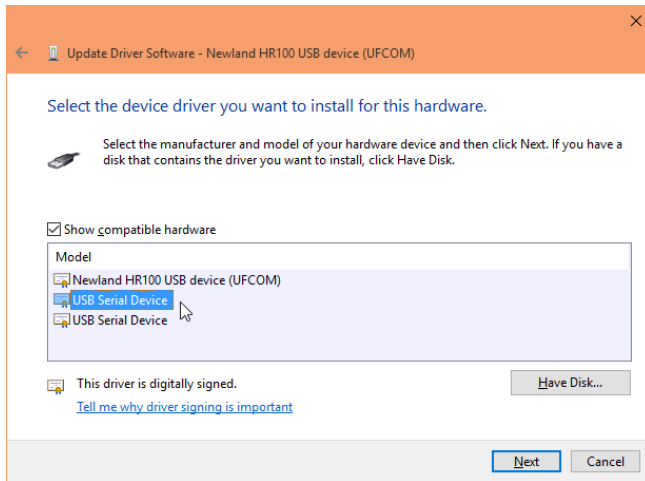 Update Driver Software - Newland HR100 USB device (UFCOM)
Select the device driver you want to install for this hardware.
Select the manufacturer and model of your hardware device and then click Next. If you have a
disk that contains the driver you want to install, click Have Disk.
Show compatible hardware
Model
Newland HR100 USB device (UFCOM)
USB Serial Device
USB Serial Device
This driver is digitally signed.
Have Disk...
Tell me why driver signing is important
Next
Cancel